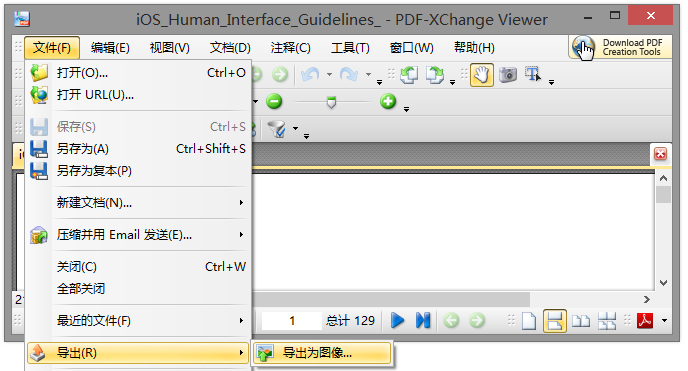 iOS_Human_Interface_Guidelines_ - PDF-XChange Viewer
文件(F) 编辑(E) 视图(V) 文档(D) 注释(C) 工具(T) 窗口(W) 帮助(H)
Download PDF
Creation Tools
打开(O)... Ctrl+O
打开 URL(U)...
保存(S) Ctrl+S
另存为(A) Ctrl+Shift+S
另存为复本(P)
新建文档(N)...
压缩并用 Email 发送(E)...
关闭(C) Ctrl+W
全部关闭
最近的文件(F)
1 总计 129
导出(R) 导出为图像...